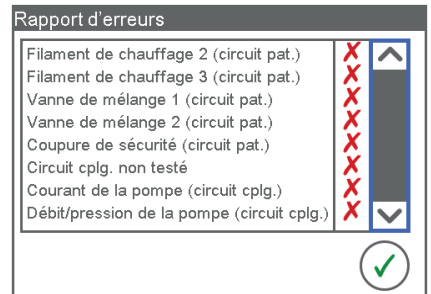 Rapport d'erreurs
Filament de chauffage 2 (circuit pat.)
Filament de chauffage 3 (circuit pat.)
Vanne de mélange 1 (circuit pat.)
Vanne de mélange 2 (circuit pat.)
Coupure de sécurité (circuit pat.)
Circuit cplg. non testé
Courant de la pompe (circuit cplg.)
Débit/pression de la pompe (circuit cplg.)